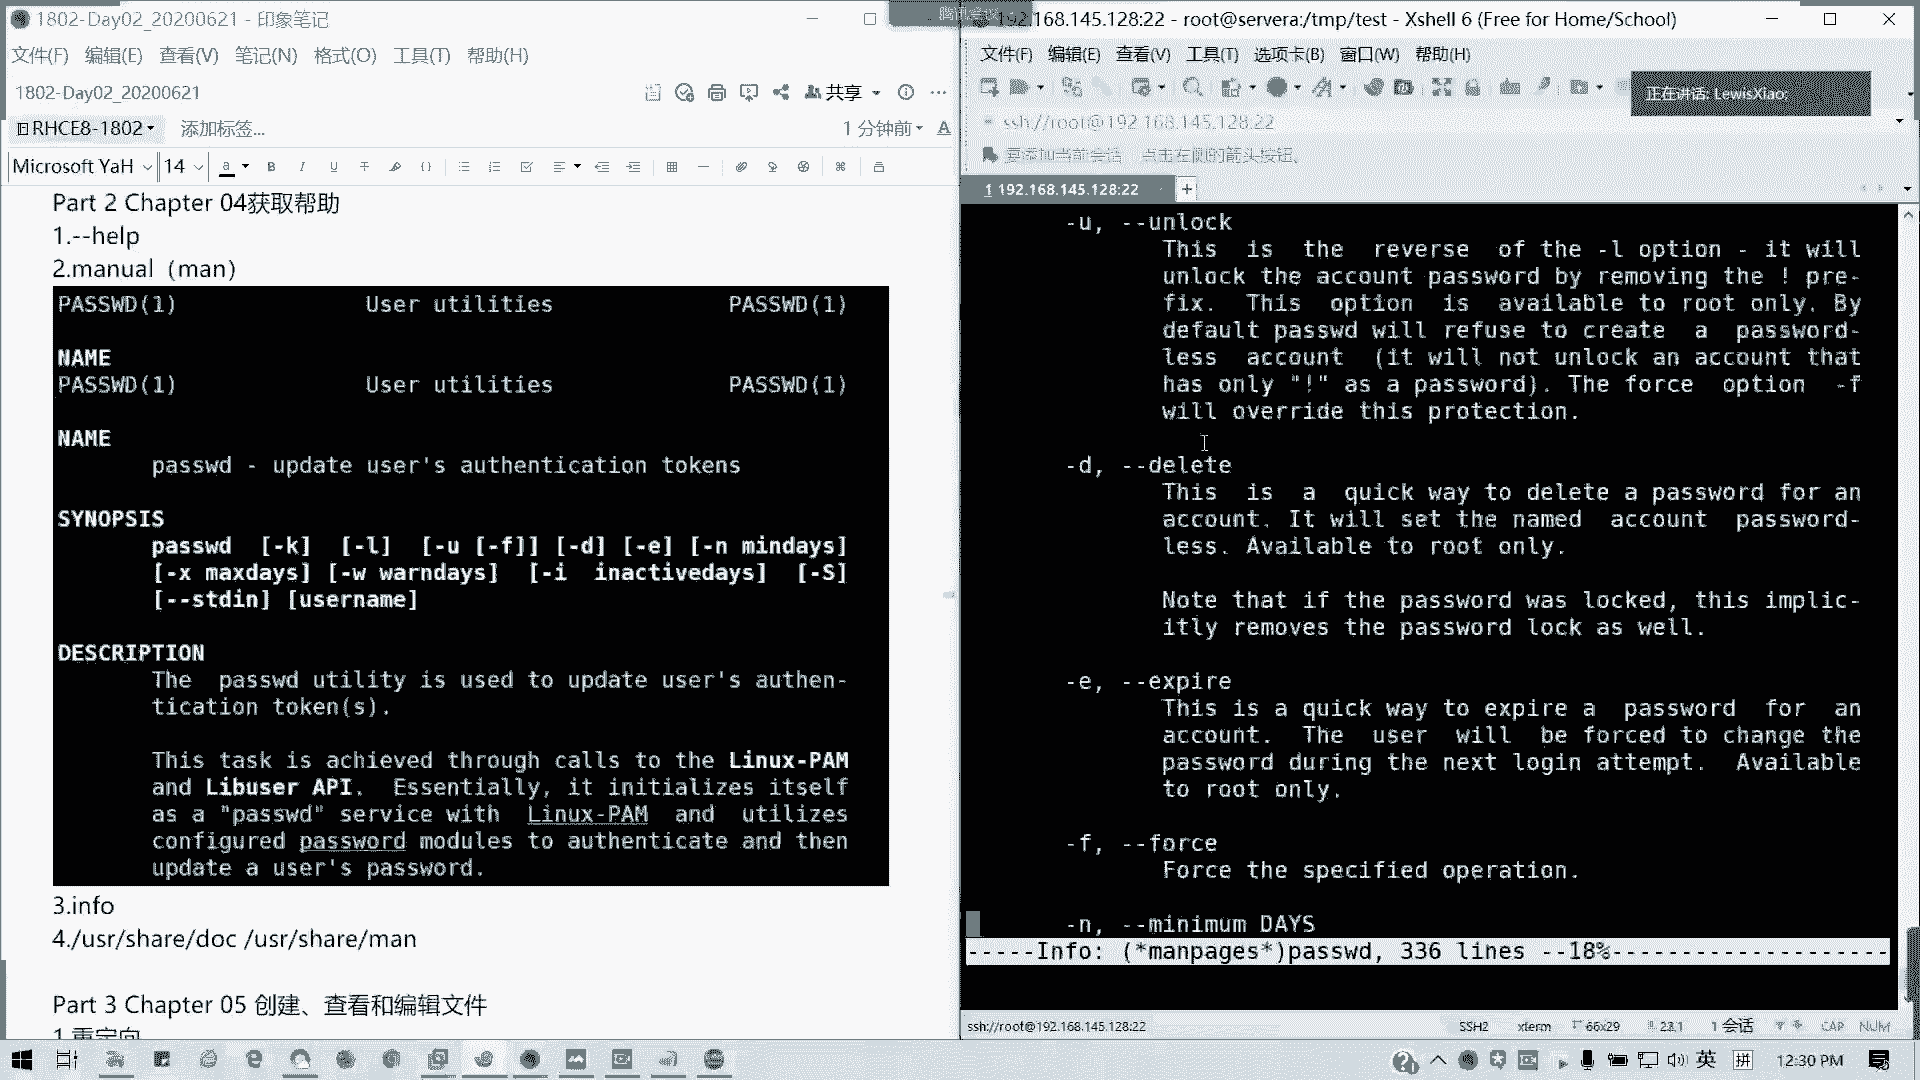 1802-Day02_20200621 - 印象笔记
文件(F) 编辑(E) 查看(V) 笔记(N) 格式(O) 工具(T) 帮助(H)
1802-Day02_20200621
共享
RHCE8-1802
添加标签...
1 分钟前
Microsoft YaH
14
Part 2 Chapter 04获取帮助
1.--help
2.manual（man）
PASSWD(1) User utilities PASSWD(1)
NAME
PASSWD(1) User utilities PASSWD(1)
NAME
passwd - update user's authentication tokens
SYNOPSIS
passwd [-k] [-l] [-u [-f]] [-d] [-e] [-n mindays]
[-x maxdays] [-w warndays] [-i inactivedays] [-S]
[--stdin] [username]
DESCRIPTION
The passwd utility is used to update user's authen-
tication token(s).
This task is achieved through calls to the Linux-PAM
and Libuser API. Essentially, it initializes itself
as a "passwd" service with Linux-PAM and utilizes
configured password modules to authenticate and then
update a user's password.
3.info
4./usr/share/doc /usr/share/man
Part 3 Chapter 05 创建、查看和编辑文件
1.重定向
192.168.145.128:22 - root@servera:/tmp/test - Xshell 6 (Free for Home/School)
文件(F) 编辑(E) 查看(V) 工具(T) 选项卡(B) 窗口(W) 帮助(H)
正在讲话: LewisXiao;
ssh://root@192.168.145.128:22
要添加当前会话，点击左侧的箭头按钮。
1 192.168.145.128:22
-u, --unlock
This is the reverse of the -l option - it will
unlock the account password by removing the ! pre-
fix. This option is available to root only. By
default passwd will refuse to create a password-
less account (it will not unlock an account that
has only "!" as a password). The force option -f
will override this protection.
-d, --delete
This is a quick way to delete a password for an
account. It will set the named account password-
less. Available to root only.
Note that if the password was locked, this implic-
itly removes the password lock as well.
-e, --expire
This is a quick way to expire a password for an
account. The user will be forced to change the
password during the next login attempt. Available
to root only.
-f, --force
Force the specified operation.
-n, --minimum DAYS
-----Info: (*manpages*)passwd, 336 lines --18%---------------------
ssh://root@192.168.145.128:22
SSH2
xterm
66x29
1 会话
CAP
NUM
英
拼
12:30 PM